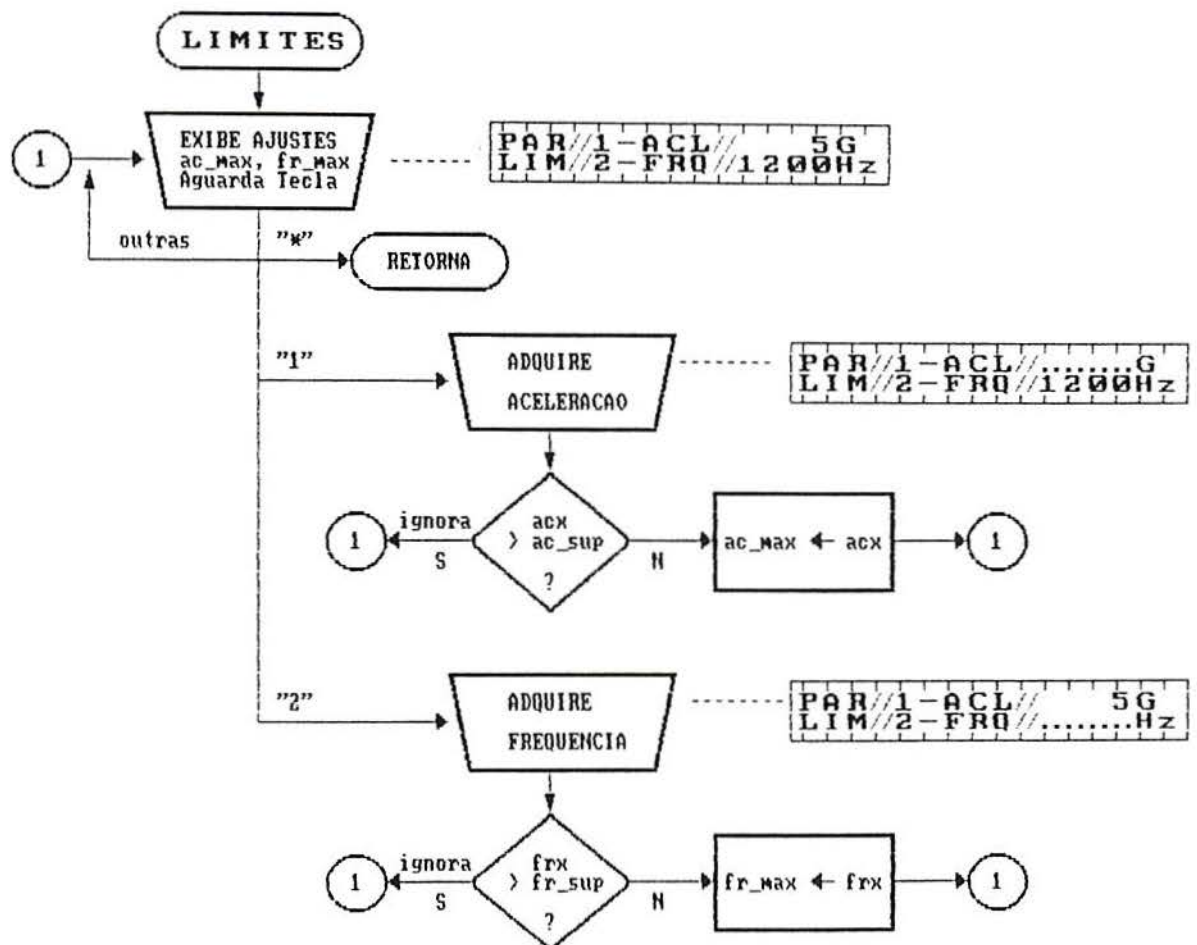 LIMITES
1
EXIBE AJUSTES
ac_max, fr_max
Aguarda Tecla
PAR//1-ACL// 5G
LIM//2-FRQ//1200Hz
outras
"*"
RETORNA
"1"
ADQUIRE
ACELERACAO
PAR//1-ACL//........G
LIM//2-FRQ//1200Hz
1
ignora
S
acx
> ac_sup
?
N
ac_max ← acx
1
"2"
ADQUIRE
FREQUENCIA
PAR//1-ACL// 5G
LIM//2-FRQ//........Hz
1
ignora
S
frx
> fr_sup
?
N
fr_max ← frx
1